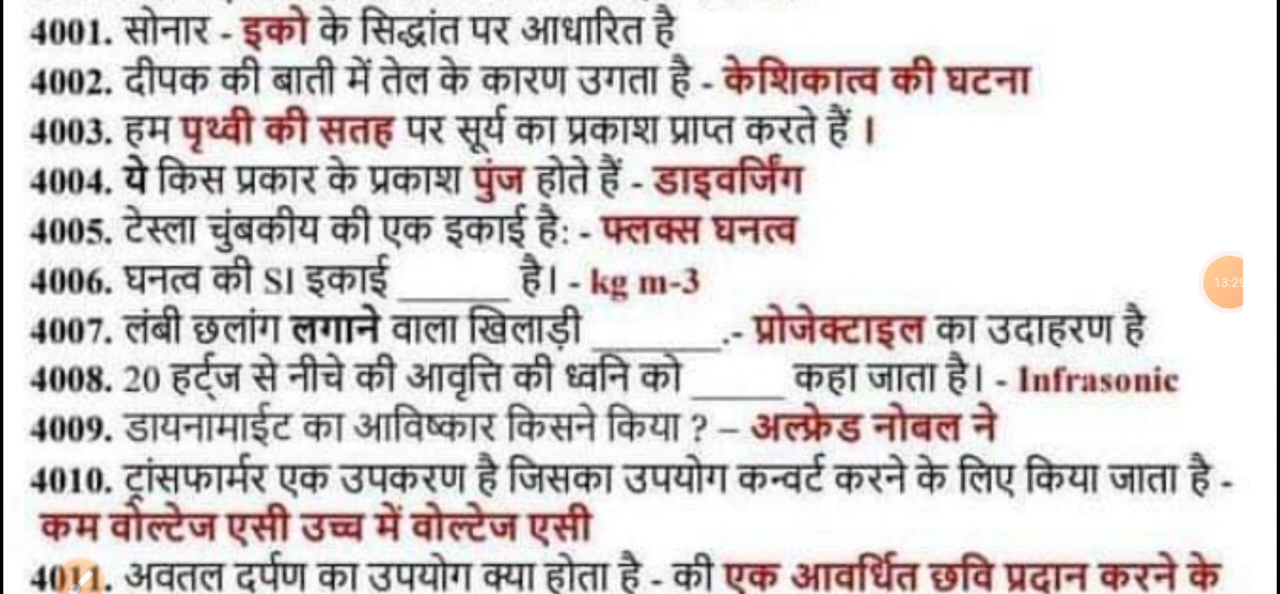 4001. सोनार - इको के सिद्धांत पर आधारित है
4002. दीपक की बाती में तेल के कारण उगता है - केशिकात्व की घटना
4003. हम पृथ्वी की सतह पर सूर्य का प्रकाश प्राप्त करते हैं ।
4004. ये किस प्रकार के प्रकाश पुंज होते हैं - डाइवर्जिंग
4005. टेस्ला चुंबकीय की एक इकाई है: - फ्लक्स घनत्व
4006. घनत्व की SI इकाई ______ है। - kg m-3
4007. लंबी छलांग लगाने वाला खिलाड़ी _______.- प्रोजेक्टाइल का उदाहरण है
4008. 20 हर्ट्ज से नीचे की आवृत्ति की ध्वनि को _____ कहा जाता है। - Infrasonic
4009. डायनामाईट का आविष्कार किसने किया ? – अल्फ्रेड नोबल ने
4010. ट्रांसफार्मर एक उपकरण है जिसका उपयोग कन्वर्ट करने के लिए किया जाता है -
कम वोल्टेज एसी उच्च में वोल्टेज एसी
4011. अवतल दर्पण का उपयोग क्या होता है - की एक आवर्धित छवि प्रदान करने के
13:29